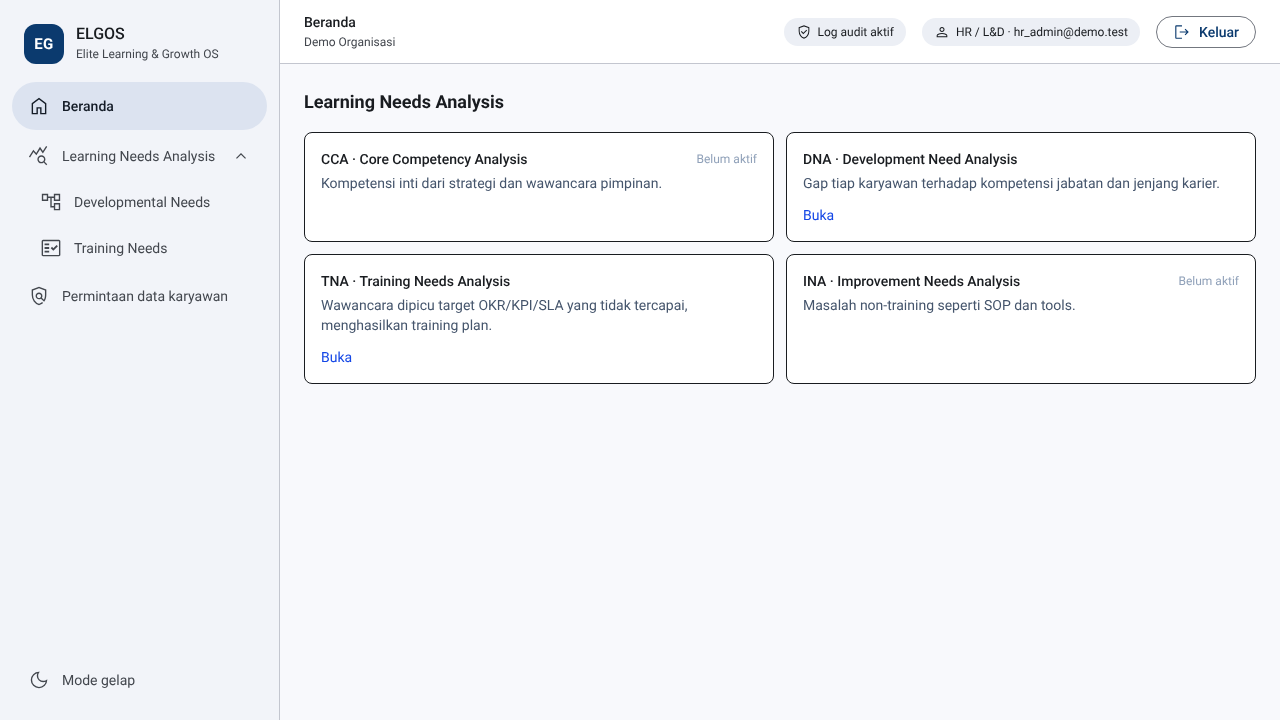 EG
ELGOS
Elite Learning & Growth OS
Beranda
Learning Needs Analysis
Developmental Needs
Training Needs
Permintaan data karyawan
Mode gelap
Beranda
Demo Organisasi
Log audit aktif
HR / L&D · hr_admin@demo.test
Keluar
Learning Needs Analysis
CCA · Core Competency Analysis
Belum aktif
Kompetensi inti dari strategi dan wawancara pimpinan.
DNA · Development Need Analysis
Gap tiap karyawan terhadap kompetensi jabatan dan jenjang karier.
Buka
TNA · Training Needs Analysis
Wawancara dipicu target OKR/KPI/SLA yang tidak tercapai,
menghasilkan training plan.
Buka
INA · Improvement Needs Analysis
Belum aktif
Masalah non-training seperti SOP dan tools.